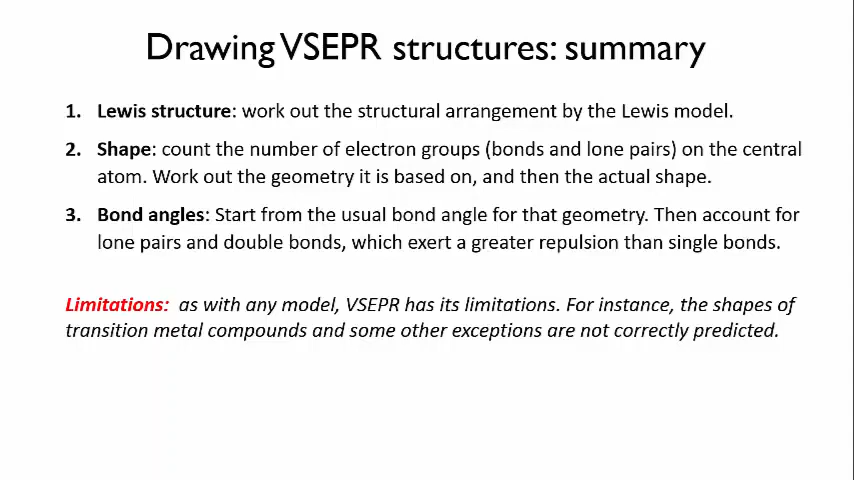 Drawing VSEPR structures: summary
1. Lewis structure: work out the structural arrangement by the Lewis model.
2. Shape: count the number of electron groups (bonds and lone pairs) on the central
atom. Work out the geometry it is based on, and then the actual shape.
3. Bond angles: Start from the usual bond angle for that geometry. Then account for
lone pairs and double bonds, which exert a greater repulsion than single bonds.
Limitations: as with any model, VSEPR has its limitations. For instance, the shapes of
transition metal compounds and some other exceptions are not correctly predicted.